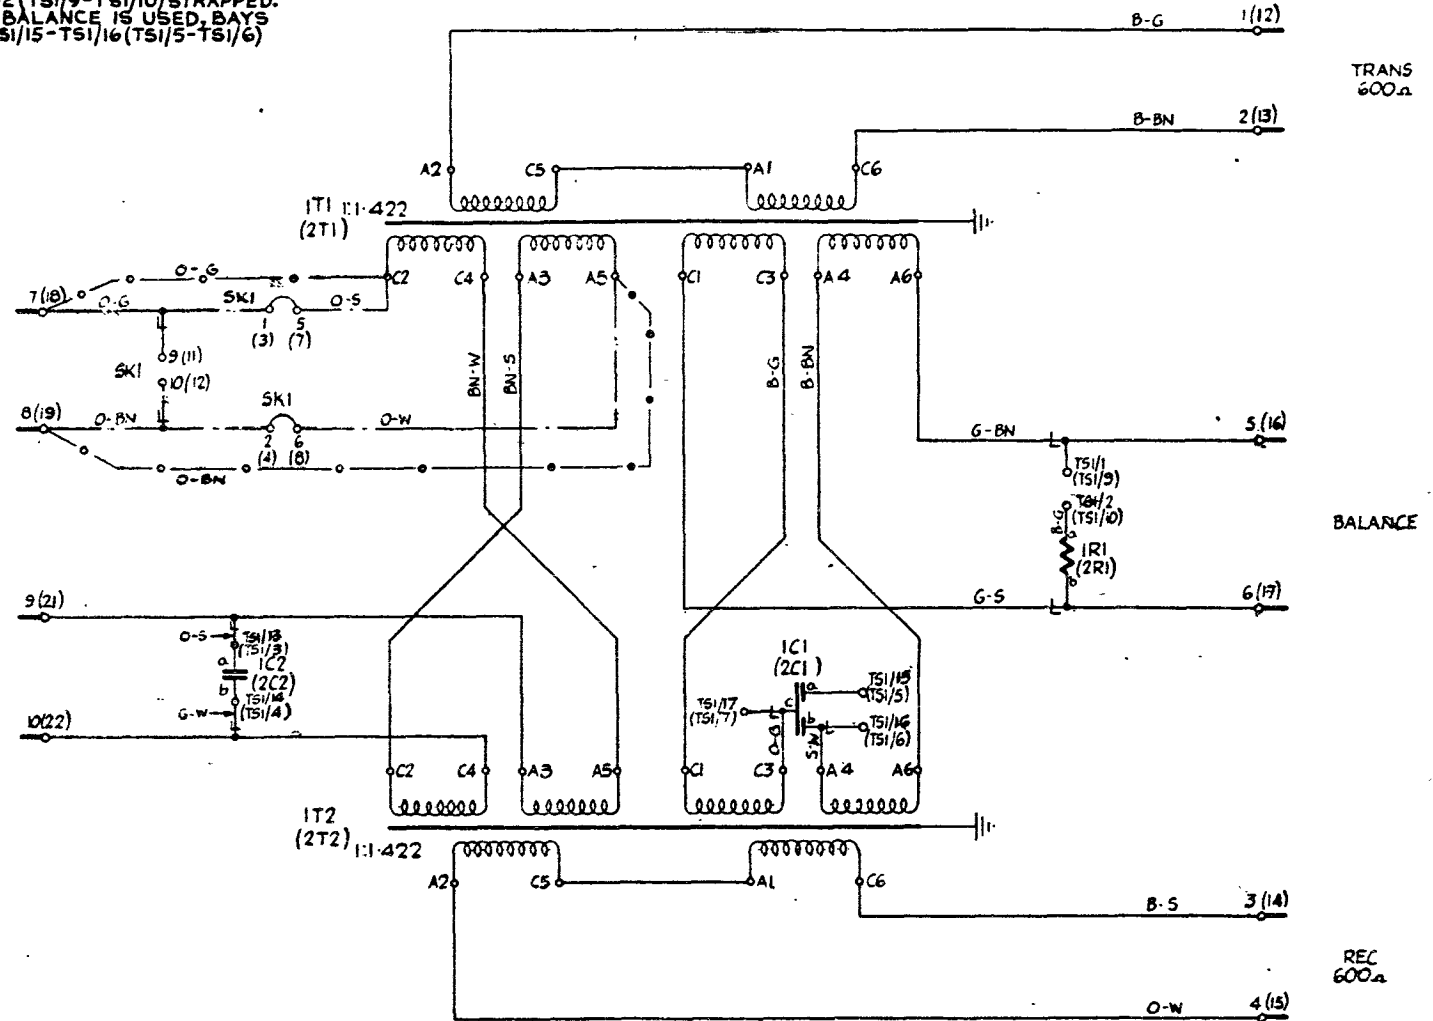 2(TS1/9-TS1/10) STRAPPED.
BALANCE IS USED, BAYS
S1/15-TS1/16(TS1/5-TS1/6)
B-G
1(12)
TRANS
600Ω
B-BN
2(13)
A2
C5
A1
C6
1T1 1:1·422
(2T1)
C2
C4
A3
A5
C1
C3
A4
A6
O-G
7(18)
O-G
SK1
O-S
1
5
(3)
(7)
9(11)
SK1
10(12)
BN-W
BN-S
B-G
B-BN
8(19)
O-BN
SK1
O-W
2
6
(4)
(8)
O-BN
G-BN
5(16)
TS1/1
(TS1/9)
TS1/2
(TS1/10)
B-G
a
1R1
(2R1)
b
BALANCE
G-S
6(17)
9(21)
O-S
TS1/13
(TS1/3)
a
1C2
(2C2)
b
TS1/14
(TS1/4)
G-W
10(22)
1C1
(2C1)
a
TS1/15
(TS1/5)
TS1/17
(TS1/7)
c
b
TS1/16
(TS1/6)
O-B
S-W
C2
C4
A3
A5
C1
C3
A4
A6
1T2
(2T2)
1:1·422
A2
C5
A1
C6
B-S
3(14)
REC
600Ω
O-W
4(15)